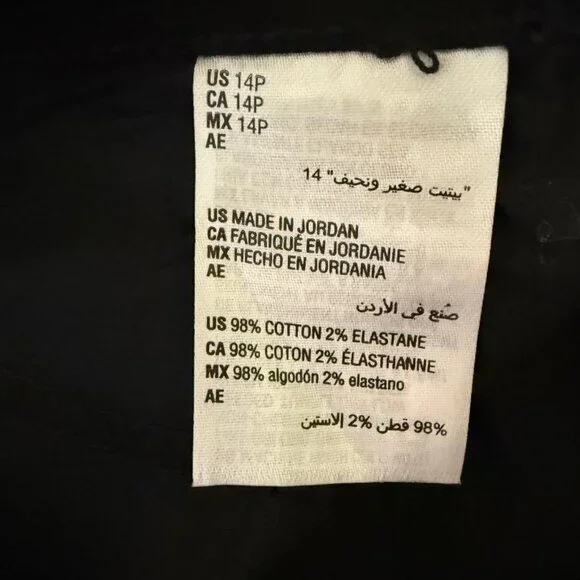 US 14P
CA 14P
MX 14P
AE
"بيتيت صغير ونحيف" 14
US MADE IN JORDAN
CA FABRIQUÉ EN JORDANIE
MX HECHO EN JORDANIA
AE
صُنع في الأردن
US 98% COTTON 2% ELASTANE
CA 98% COTON 2% ÉLASTHANNE
MX 98% algodón 2% elastano
AE
98% قطن 2% إلاستين